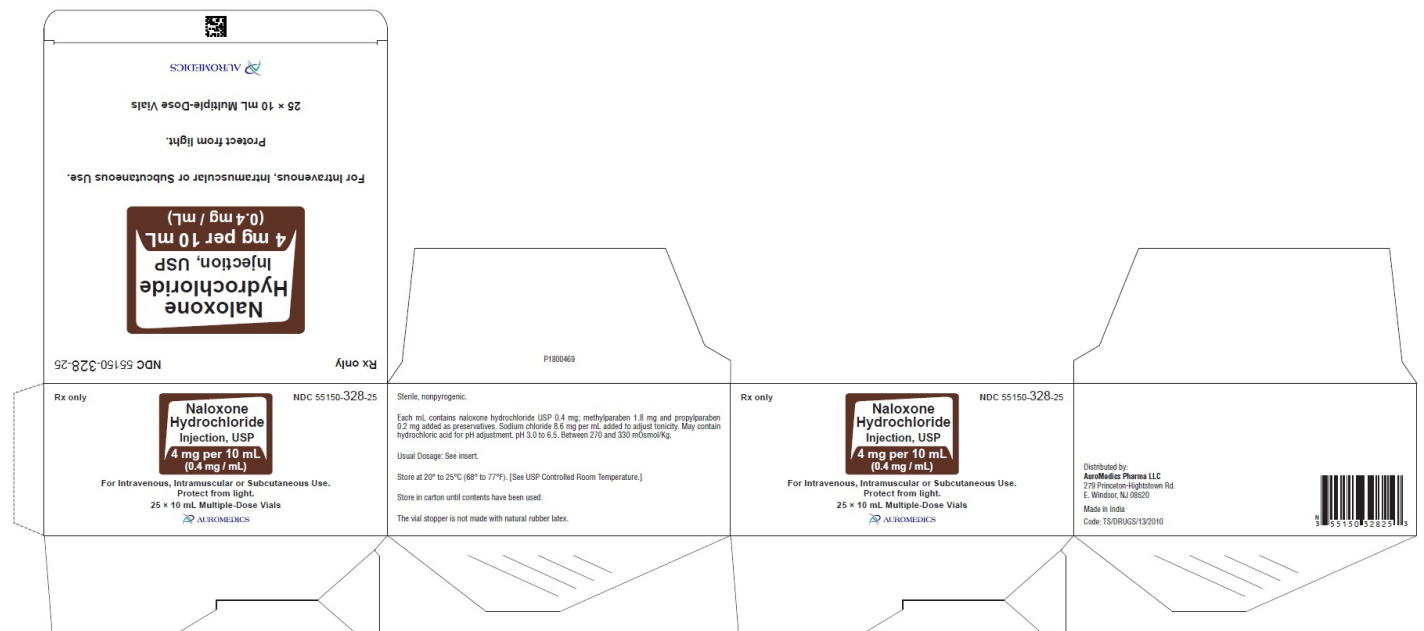 AUROMEDICS
25 × 10 mL Multiple-Dose Vials
Protect from light.
For Intravenous, Intramuscular or Subcutaneous Use.
(0.4 mg / mL)
4 mg per 10 mL
Injection, USP
Hydrochloride
Naloxone
NDC 55150-328-25
Rx only
P1800469
Rx only
NDC 55150-328-25
Naloxone
Hydrochloride
Injection, USP
4 mg per 10 mL
(0.4 mg / mL)
For Intravenous, Intramuscular or Subcutaneous Use.
Protect from light.
25 × 10 mL Multiple-Dose Vials
AUROMEDICS
Sterile, nonpyrogenic.
Each mL contains naloxone hydrochloride USP 0.4 mg; methylparaben 1.8 mg and propylparaben
0.2 mg added as preservatives. Sodium chloride 8.6 mg per mL added to adjust tonicity. May contain
hydrochloric acid for pH adjustment. pH 3.0 to 6.5. Between 270 and 330 mOsmol/Kg.
Usual Dosage: See insert.
Store at 20° to 25°C (68° to 77°F). [See USP Controlled Room Temperature.]
Store in carton until contents have been used.
The vial stopper is not made with natural rubber latex.
Rx only
NDC 55150-328-25
Naloxone
Hydrochloride
Injection, USP
4 mg per 10 mL
(0.4 mg / mL)
For Intravenous, Intramuscular or Subcutaneous Use.
Protect from light.
25 × 10 mL Multiple-Dose Vials
AUROMEDICS
Distributed by:
AuroMedics Pharma LLC
279 Princeton-Hightstown Rd.
E. Windsor, NJ 08520
Made in India
Code: TS/DRUGS/13/2010
N
3 55150 32825 3